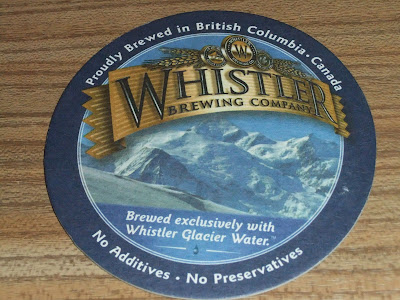 Proudly Brewed in British Columbia • Canada
W
WHISTLER
BREWING COMPANY
Brewed exclusively with
Whistler Glacier Water.™
No Additives • No Preservatives